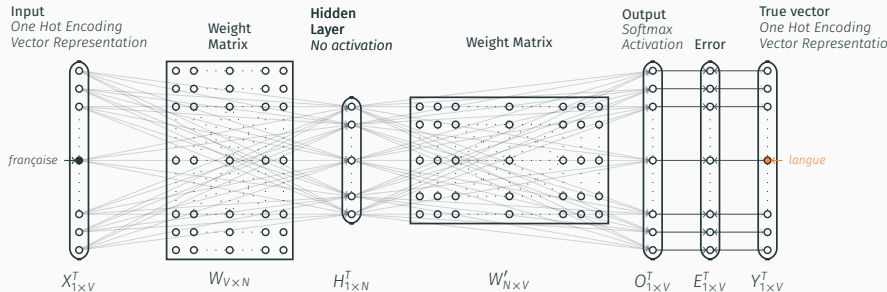 Input
One Hot Encoding
Vector Representation
Weight
Matrix
Hidden
Layer
No activation
Weight Matrix
Output
Softmax
Activation
Error
True vector
One Hot Encoding
Vector Representatio
française
langue
X^T_{1×V}
W_{V×N}
H^T_{1×N}
W'_{N×V}
O^T_{1×V}
E^T_{1×V}
Y^T_{1×V}